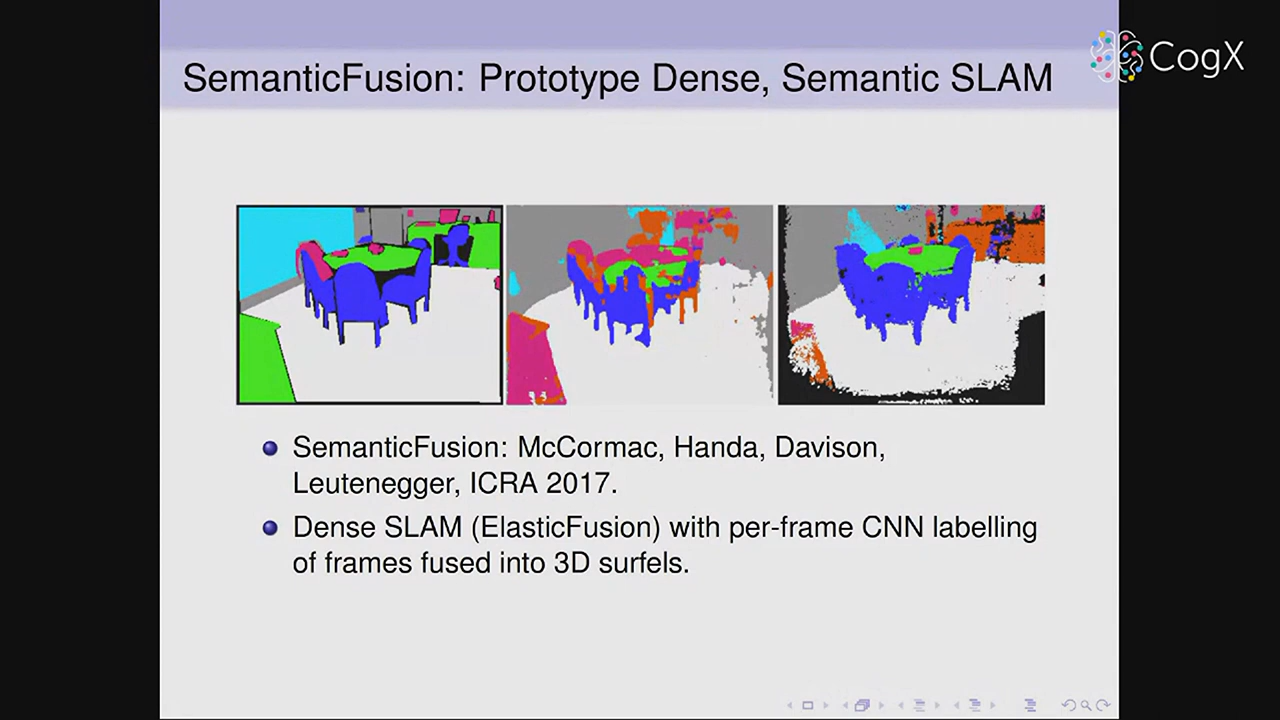 SemanticFusion: Prototype Dense, Semantic SLAM
CogX
SemanticFusion: McCormac, Handa, Davison,
Leutenegger, ICRA 2017.
Dense SLAM (ElasticFusion) with per-frame CNN labelling
of frames fused into 3D surfels.